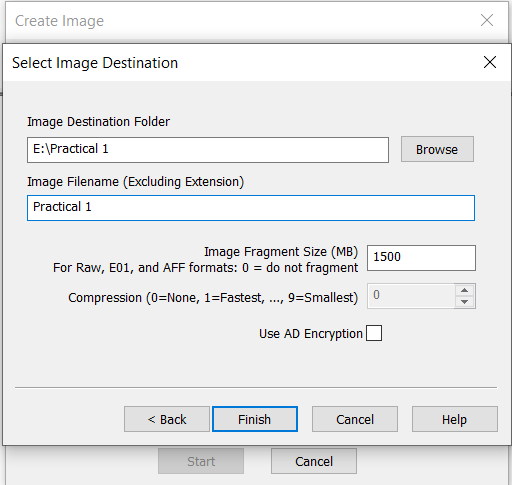 Create Image
Select Image Destination
Image Destination Folder
E:\Practical 1
Browse
Image Filename (Excluding Extension)
Practical 1
Image Fragment Size (MB)
For Raw, E01, and AFF formats: 0 = do not fragment
1500
Compression (0=None, 1=Fastest, ..., 9=Smallest)
0
Use AD Encryption
< Back
Finish
Cancel
Help
Start
Cancel